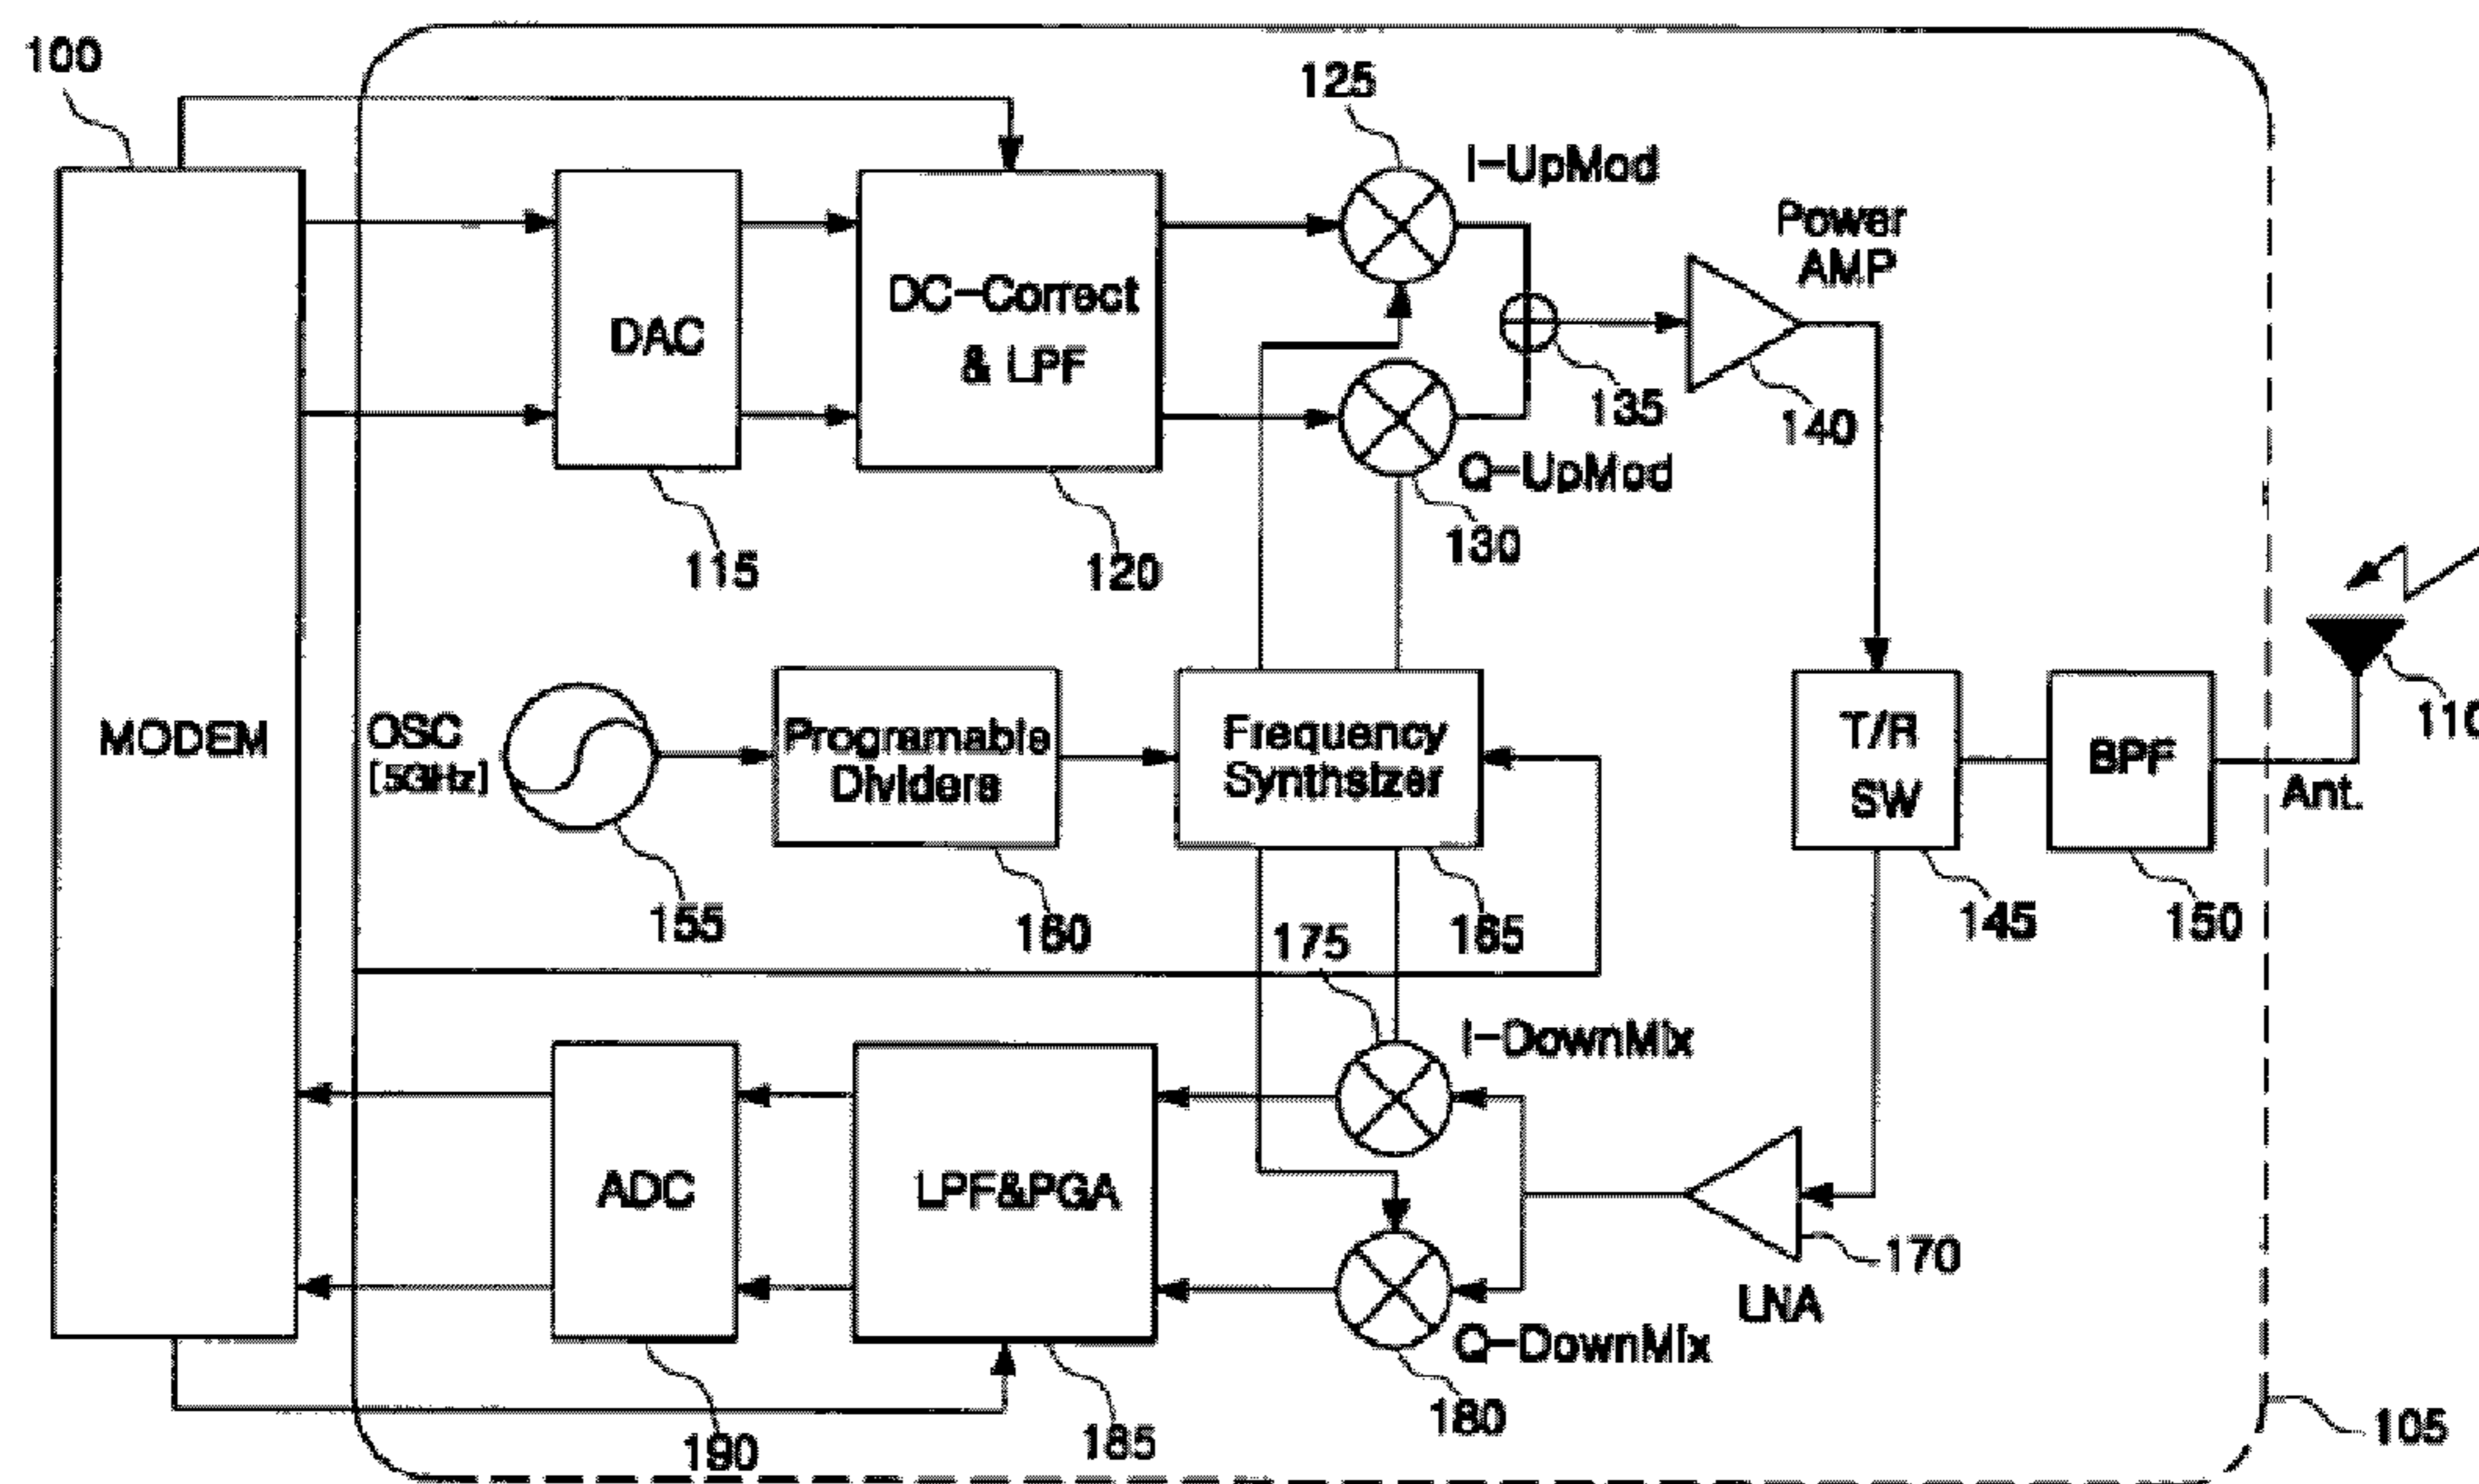 100
125
I-UpMod
Power
AMP
DC-Correct
& LPF
DAC
135
140
Q-UpMod
130
115
120
MODEM
OSC
[5GHz]
Programable
Dividers
Frequency
Synthsizer
T/R
SW
BPF
110
Ant.
155
160
175
165
145
150
I-DownMix
ADC
LPF&PGA
170
LNA
Q-DownMix
180
190
185
105